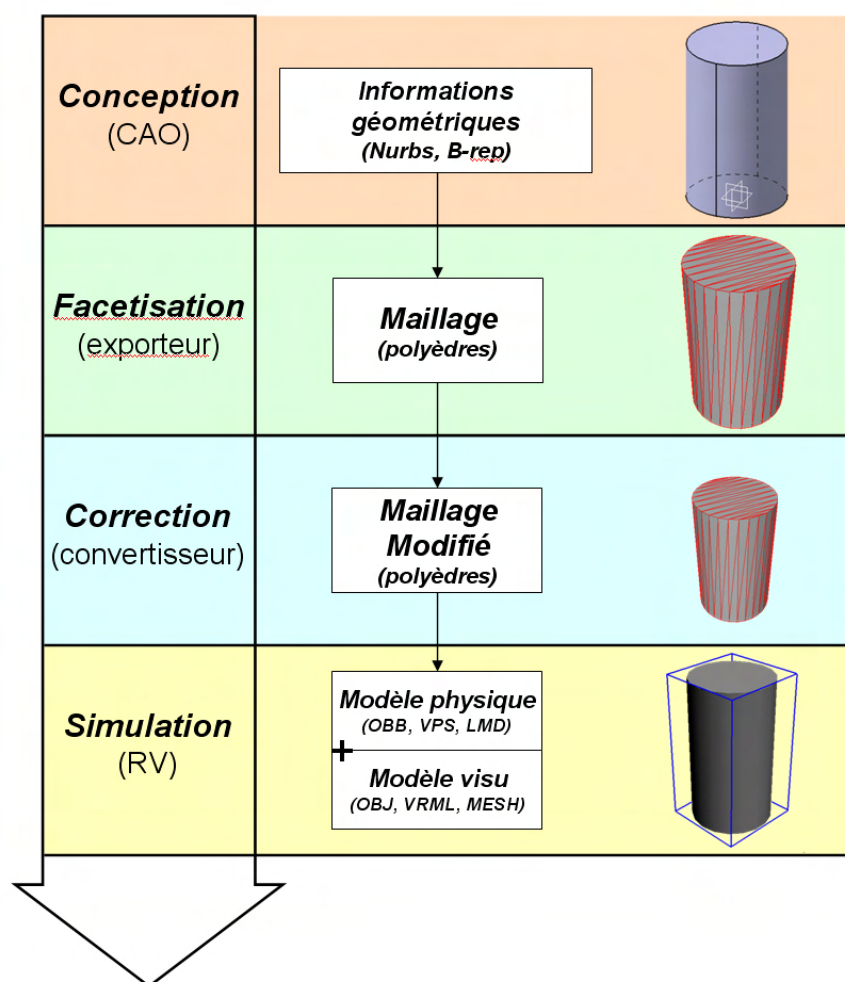 Conception
(CAO)
Informations
géométriques
(Nurbs, B-rep)
Facetisation
(exporteur)
Maillage
(polyèdres)
Correction
(convertisseur)
Maillage
Modifié
(polyèdres)
Simulation
(RV)
Modèle physique
(OBB, VPS, LMD)
+
Modèle visu
(OBJ, VRML, MESH)